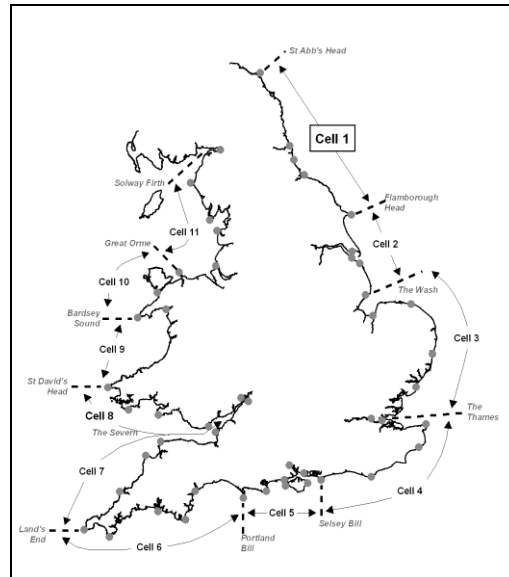 St Abb's Head
Cell 1
Solway Firth
Flamborough
Head
Great Orme
Cell 11
Cell 2
Cell 10
The Wash
Bardsey
Sound
Cell 3
Cell 9
St David's
Head
Cell 8
The
Thames
The Severn
Cell 7
Cell 4
Land's
End
Cell 5
Selsey Bill
Cell 6
Portland
Bill